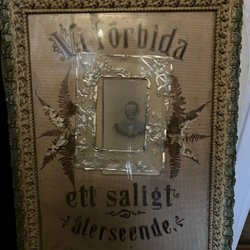 Vi förbida
ett saligt
återseende.